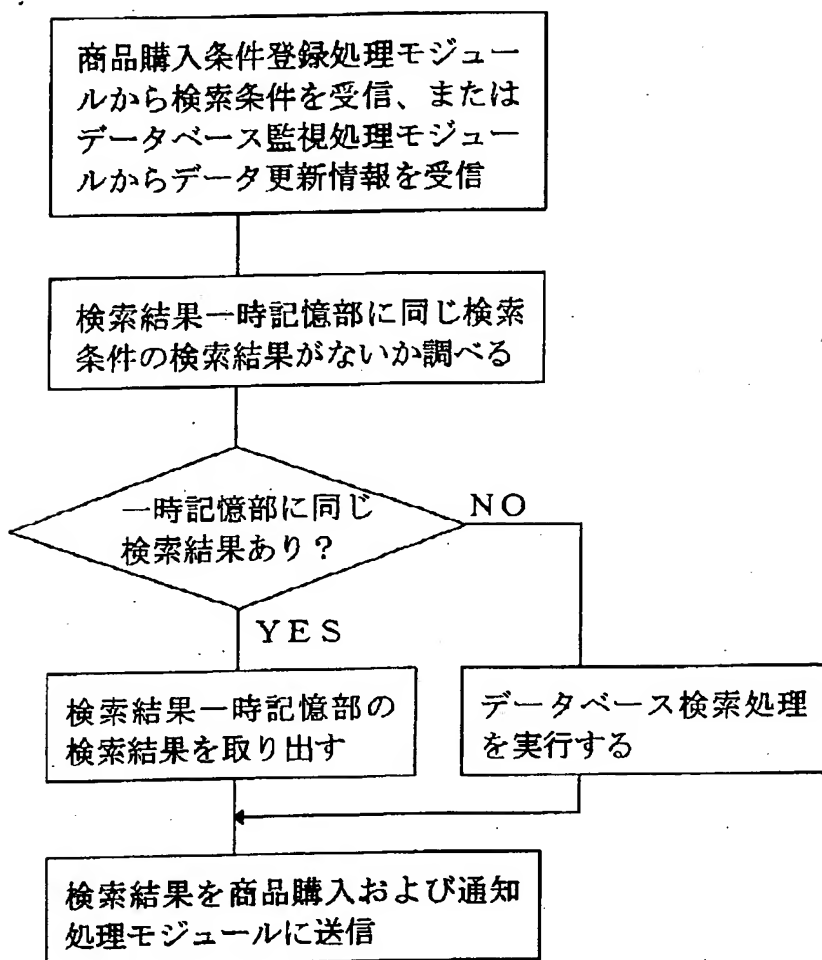 商品購入条件登録処理モジュー
ルから検索条件を受信、または
データベース監視処理モジュー
ルからデータ更新情報を受信
検索結果一時記憶部に同じ検索
条件の検索結果がないか調べる
一時記憶部に同じ
検索結果あり?
NO
YES
検索結果一時記憶部の
検索結果を取り出す
データベース検索処理
を実行する
検索結果を商品購入および通知
処理モジュールに送信